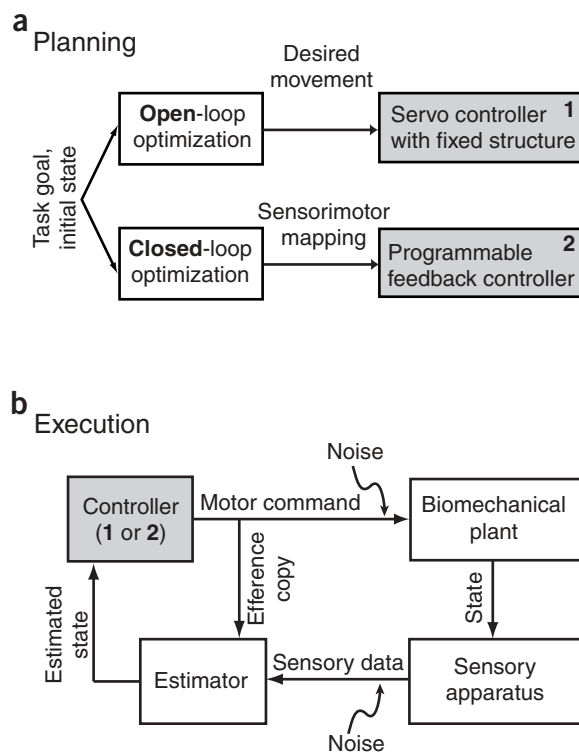 a
Planning
Desired
movement
Open-loop
optimization
Servo controller 1
with fixed structure
Task goal,
initial state
Sensorimotor
mapping
Closed-loop
optimization
Programmable 2
feedback controller
b
Execution
Noise
Controller
(1 or 2)
Motor command
Biomechanical
plant
Efference
copy
State
Estimated
state
Estimator
Sensory data
Sensory
apparatus
Noise